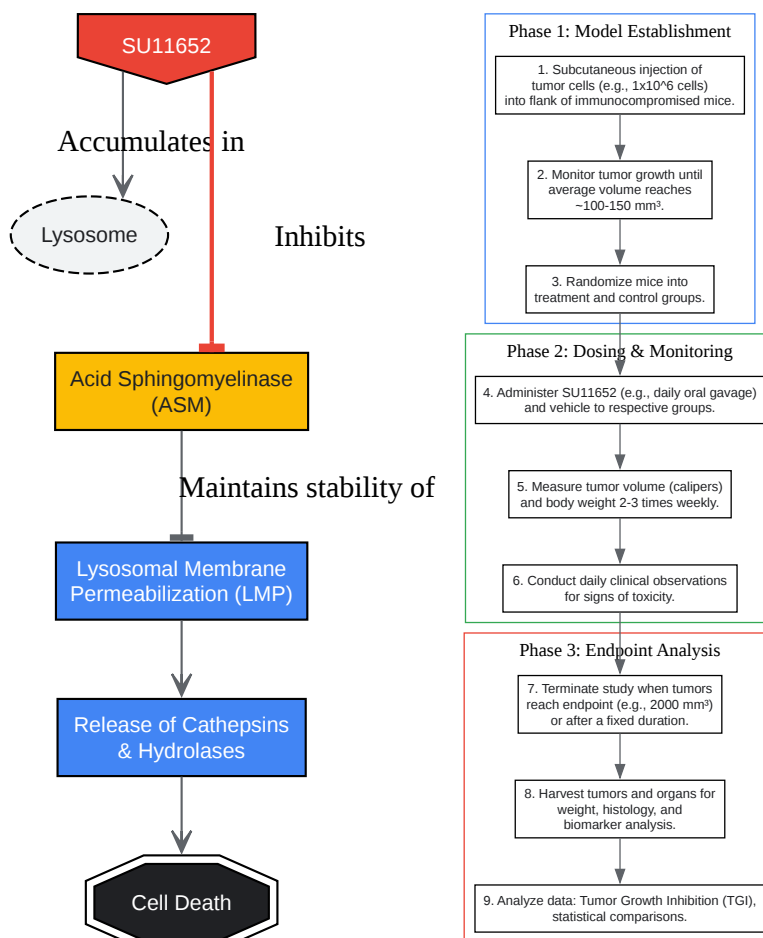 SU11652
Accumulates in
Lysosome
Inhibits
Acid Sphingomyelinase
(ASM)
Maintains stability of
Lysosomal Membrane
Permeabilization (LMP)
Release of Cathepsins
& Hydrolases
Cell Death
Phase 1: Model Establishment
1. Subcutaneous injection of
tumor cells (e.g., 1x10^6 cells)
into flank of immunocompromised mice.
2. Monitor tumor growth until
average volume reaches
~100-150 mm³.
3. Randomize mice into
treatment and control groups.
Phase 2: Dosing & Monitoring
4. Administer SU11652 (e.g., daily oral gavage)
and vehicle to respective groups.
5. Measure tumor volume (calipers)
and body weight 2-3 times weekly.
6. Conduct daily clinical observations
for signs of toxicity.
Phase 3: Endpoint Analysis
7. Terminate study when tumors
reach endpoint (e.g., 2000 mm³)
or after a fixed duration.
8. Harvest tumors and organs for
weight, histology, and
biomarker analysis.
9. Analyze data: Tumor Growth Inhibition (TGI),
statistical comparisons.